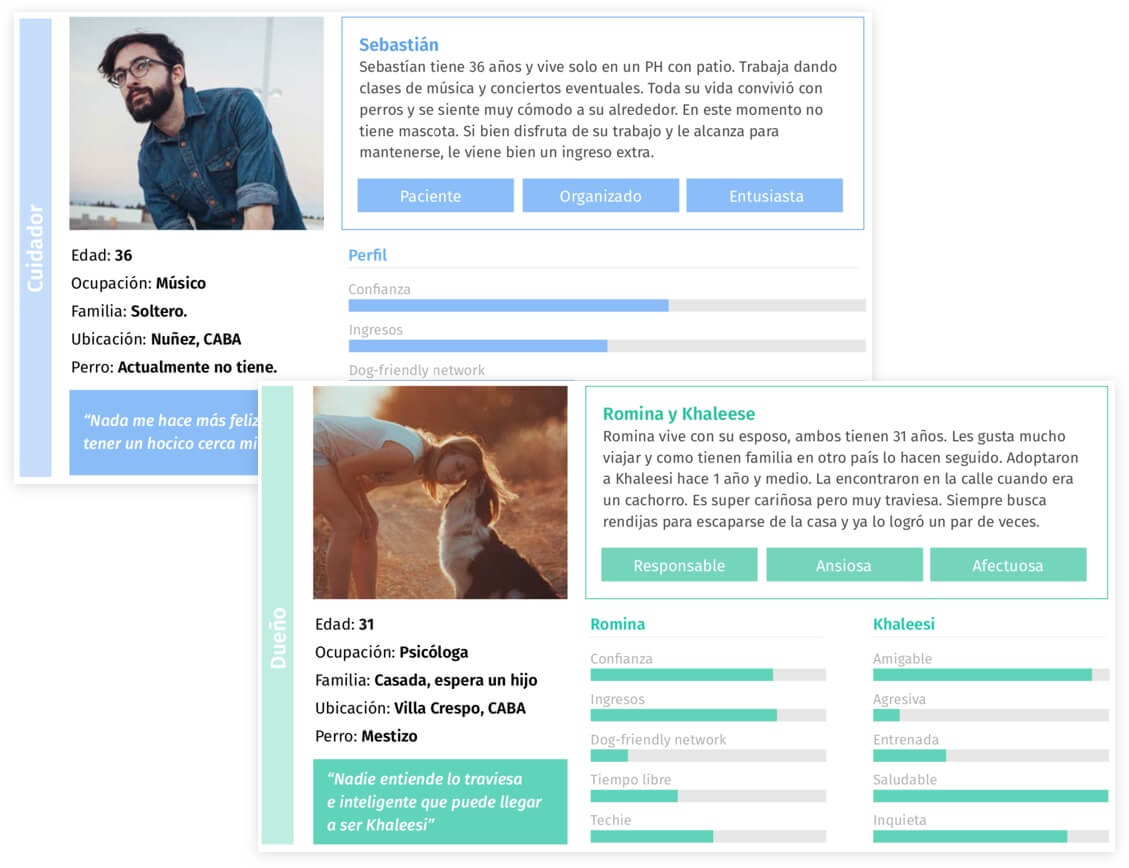 Cuidador
Sebastián
Sebastían tiene 36 años y vive solo en un PH con patio. Trabaja dando
clases de música y conciertos eventuales. Toda su vida convivió con
perros y se siente muy cómodo a su alrededor. En este momento no
tiene mascota. Si bien disfruta de su trabajo y le alcanza para
mantenerse, le viene bien un ingreso extra.
Paciente
Organizado
Entusiasta
Edad: 36
Ocupación: Músico
Familia: Soltero.
Ubicación: Nuñez, CABA
Perro: Actualmente no tiene.
“Nada me hace más feliz
tener un hocico cerca mí
Perfil
Confianza
Ingresos
Dog-friendly network
Dueño
Romina y Khaleese
Romina vive con su esposo, ambos tienen 31 años. Les gusta mucho
viajar y como tienen familia en otro país lo hacen seguido. Adoptaron
a Khaleesi hace 1 año y medio. La encontraron en la calle cuando era
un cachorro. Es super cariñosa pero muy traviesa. Siempre busca
rendijas para escaparse de la casa y ya lo logró un par de veces.
Responsable
Ansiosa
Afectuosa
Edad: 31
Ocupación: Psicóloga
Familia: Casada, espera un hijo
Ubicación: Villa Crespo, CABA
Perro: Mestizo
“Nadie entiende lo traviesa
e inteligente que puede llegar
a ser Khaleesi”
Romina
Confianza
Ingresos
Dog-friendly network
Tiempo libre
Techie
Khaleesi
Amigable
Agresiva
Entrenada
Saludable
Inquieta